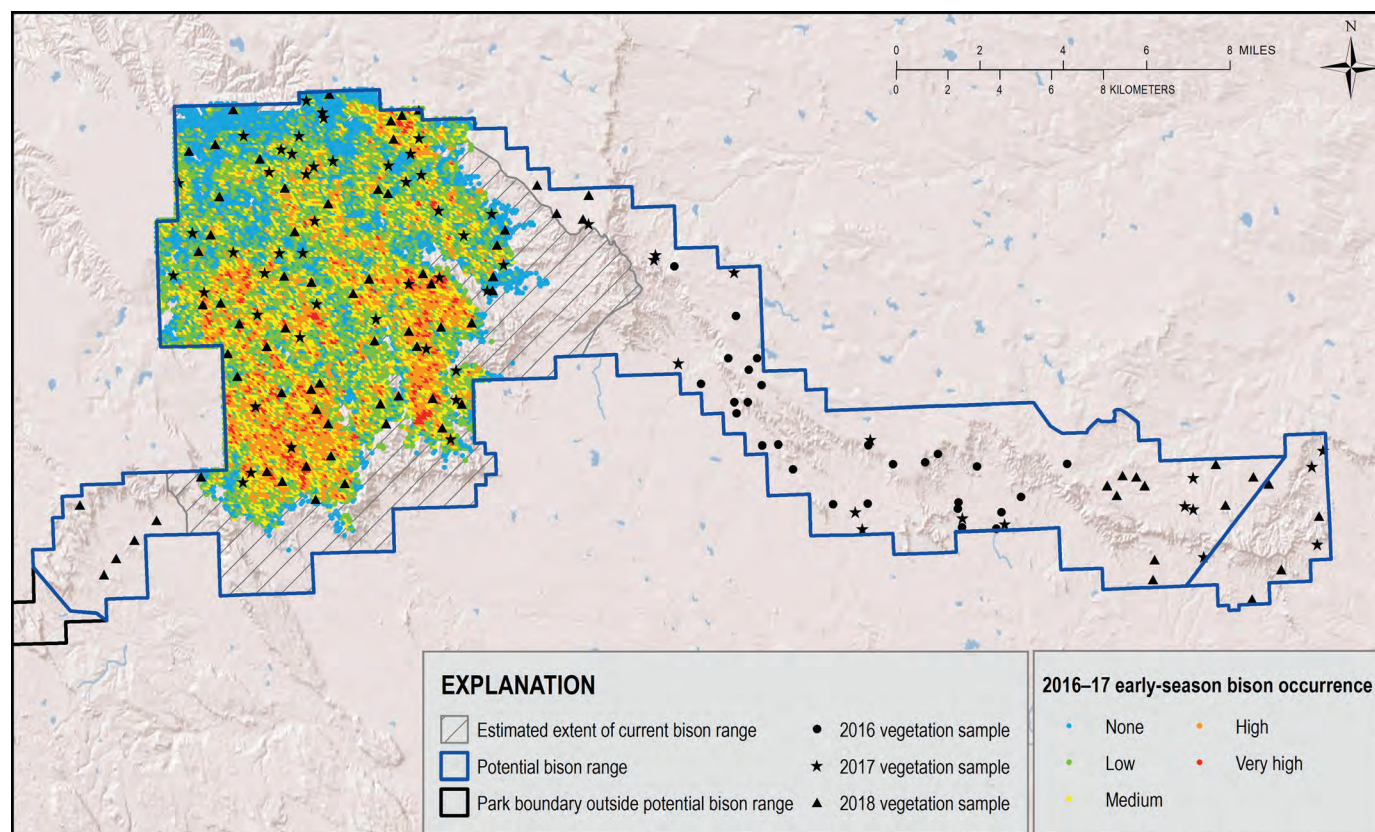 N
0 2 4 6 8 MILES
0 2 4 6 8 KILOMETERS
EXPLANATION
Estimated extent of current bison range
Potential bison range
Park boundary outside potential bison range
2016 vegetation sample
2017 vegetation sample
2018 vegetation sample
2016–17 early-season bison occurrence
None
Low
Medium
High
Very high